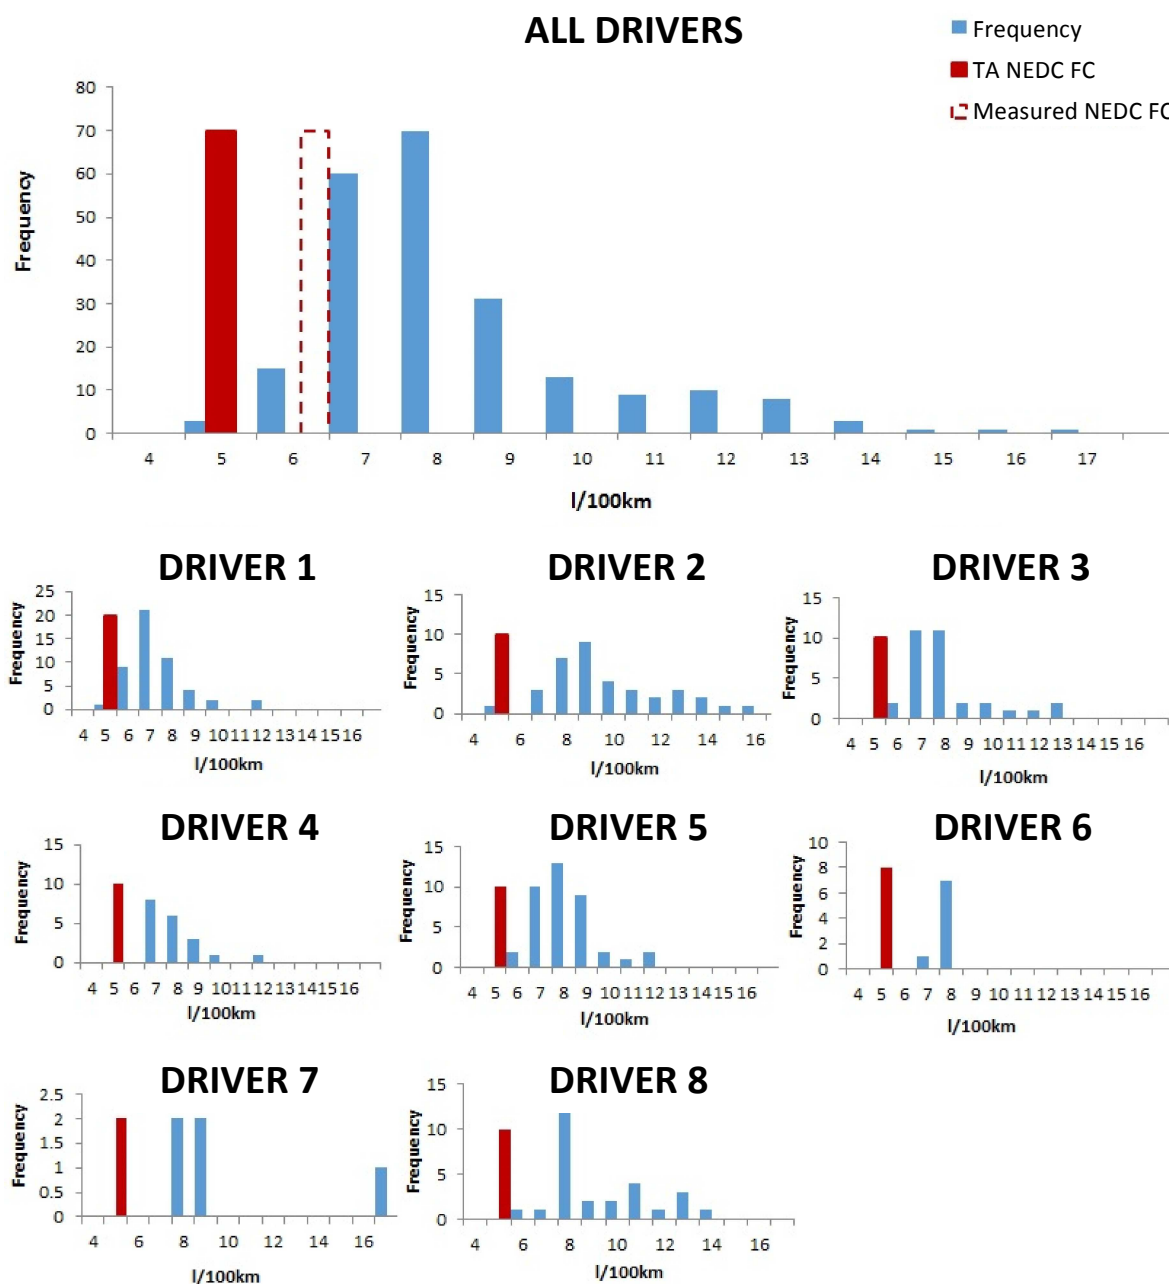 ALL DRIVERS
Frequency
TA NEDC FC
Measured NEDC FC
80
70
60
50
40
30
20
10
0
Frequency
4 5 6 7 8 9 10 11 12 13 14 15 16 17
l/100km
DRIVER 1
25
20
15
10
5
0
Frequency
4 5 6 7 8 9 10 11 12 13 14 15 16
l/100km
DRIVER 2
15
10
5
0
Frequency
4 6 8 10 12 14 16
l/100km
DRIVER 3
15
10
5
0
Frequency
4 5 6 7 8 9 10 11 12 13 14 15 16
l/100km
DRIVER 4
15
10
5
0
Frequency
4 5 6 7 8 9 10 11 12 13 14 15 16
l/100km
DRIVER 5
15
10
5
0
Frequency
4 5 6 7 8 9 10 11 12 13 14 15 16
l/100km
DRIVER 6
10
8
6
4
2
0
Frequency
4 5 6 7 8 9 10 11 12 13 14 15 16
l/100km
DRIVER 7
2.5
2
1.5
1
0.5
0
Frequency
4 6 8 10 12 14 16
l/100km
DRIVER 8
15
10
5
0
Frequency
4 6 8 10 12 14 16
l/100km